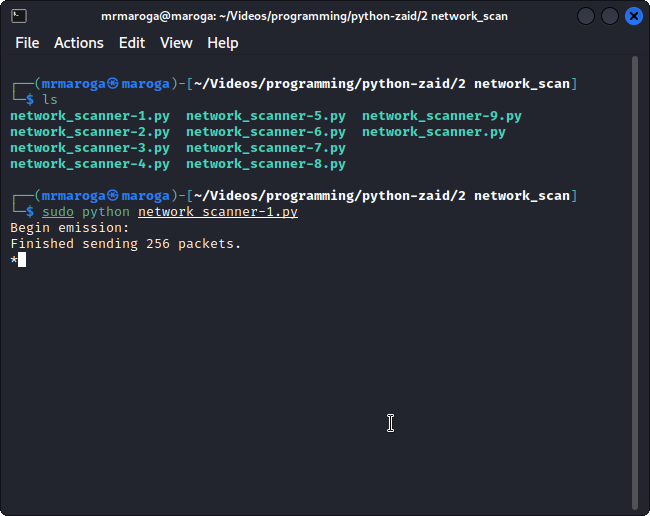 mrmaroga@maroga: ~/Videos/programming/python-zaid/2 network_scan
File Actions Edit View Help
┌──(mrmaroga㉿maroga)-[~/Videos/programming/python-zaid/2 network_scan]
└─$ ls
network_scanner-1.py network_scanner-5.py network_scanner-9.py
network_scanner-2.py network_scanner-6.py network_scanner.py
network_scanner-3.py network_scanner-7.py
network_scanner-4.py network_scanner-8.py
┌──(mrmaroga㉿maroga)-[~/Videos/programming/python-zaid/2 network_scan]
└─$ sudo python network_scanner-1.py
Begin emission:
Finished sending 256 packets.
*